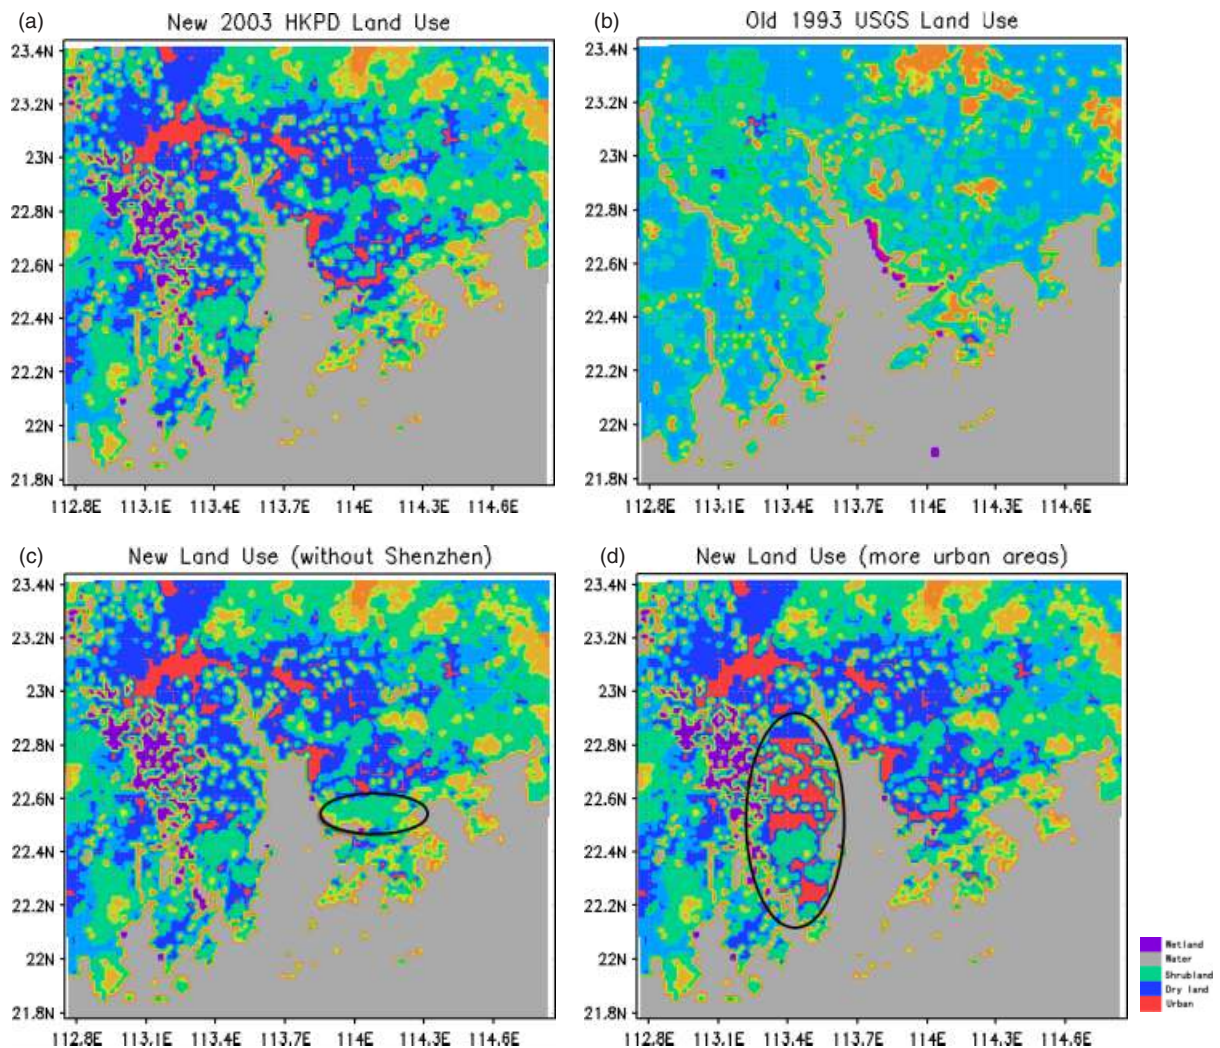 (a)
New 2003 HKPD Land Use
23.4N
23.2N
23N
22.8N
22.6N
22.4N
22.2N
22N
21.8N
112.8E 113.1E 113.4E 113.7E 114E 114.3E 114.6E
(b)
Old 1993 USGS Land Use
23.4N
23.2N
23N
22.8N
22.6N
22.4N
22.2N
22N
21.8N
112.8E 113.1E 113.4E 113.7E 114E 114.3E 114.6E
(c)
New Land Use (without Shenzhen)
23.4N
23.2N
23N
22.8N
22.6N
22.4N
22.2N
22N
21.8N
112.8E 113.1E 113.4E 113.7E 114E 114.3E 114.6E
(d)
New Land Use (more urban areas)
23.4N
23.2N
23N
22.8N
22.6N
22.4N
22.2N
22N
21.8N
112.8E 113.1E 113.4E 113.7E 114E 114.3E 114.6E
Wetland
Water
Shrubland
Dry land
Urban